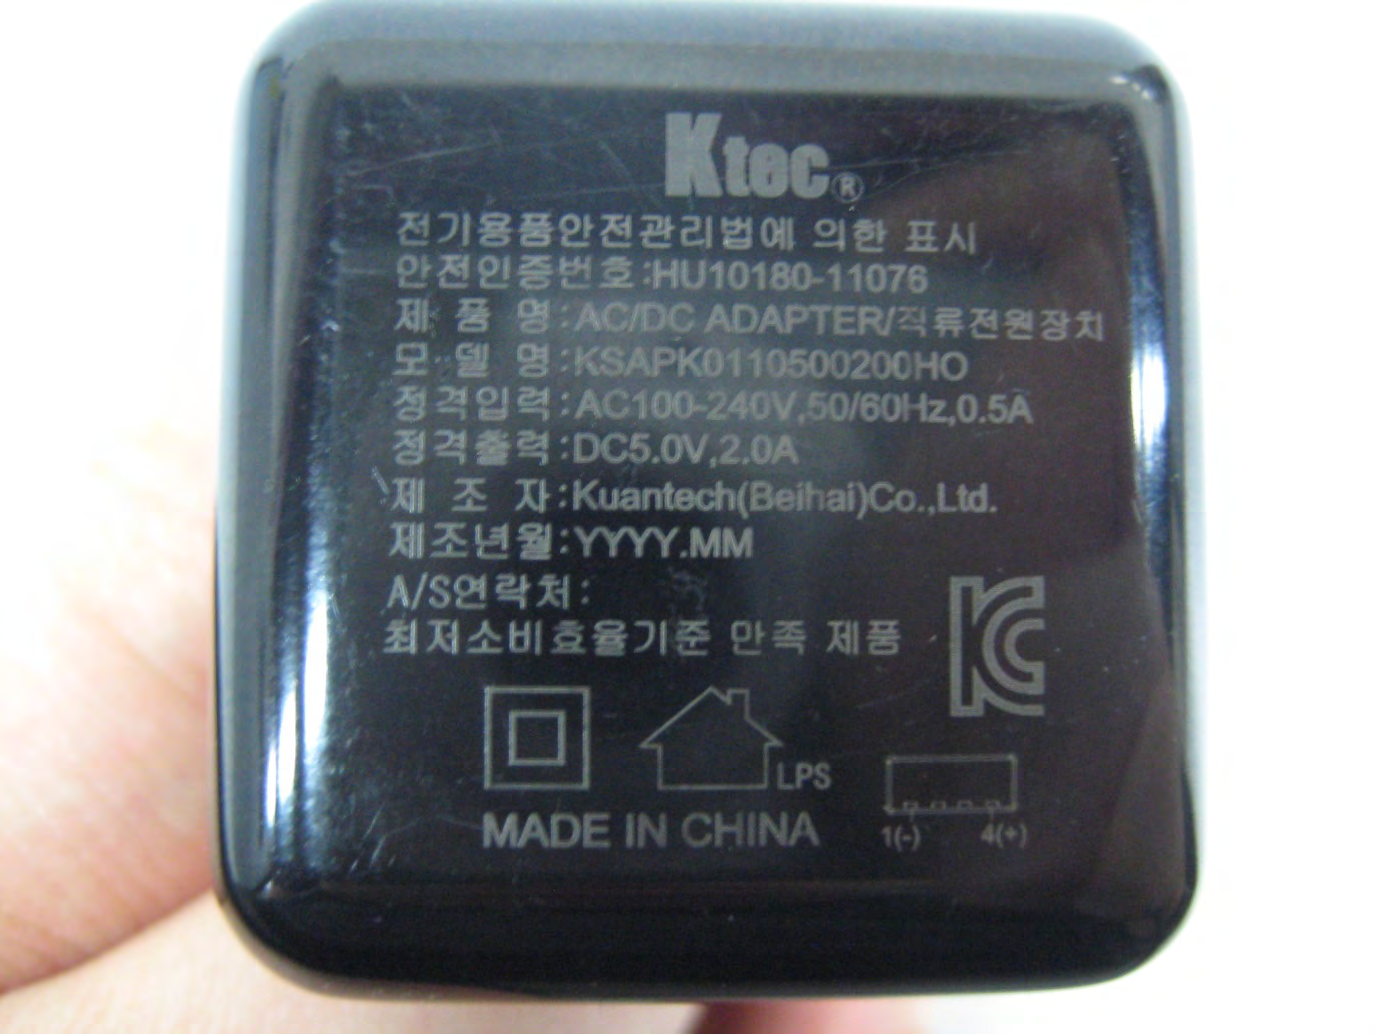 Ktec®
전기용품안전관리법에 의한 표시
안전인증번호:HU10180-11076
제 품 명:AC/DC ADAPTER/직류전원장치
모 델 명:KSAPK0110500200HO
정격입력:AC100-240V,50/60Hz,0.5A
정격출력:DC5.0V,2.0A
제 조 자:Kuantech(Beihai)Co.,Ltd.
제조년월:YYYY.MM
A/S연락처:
최저소비효율기준 만족 제품
KC
LPS
MADE IN CHINA
1(-) 4(+)